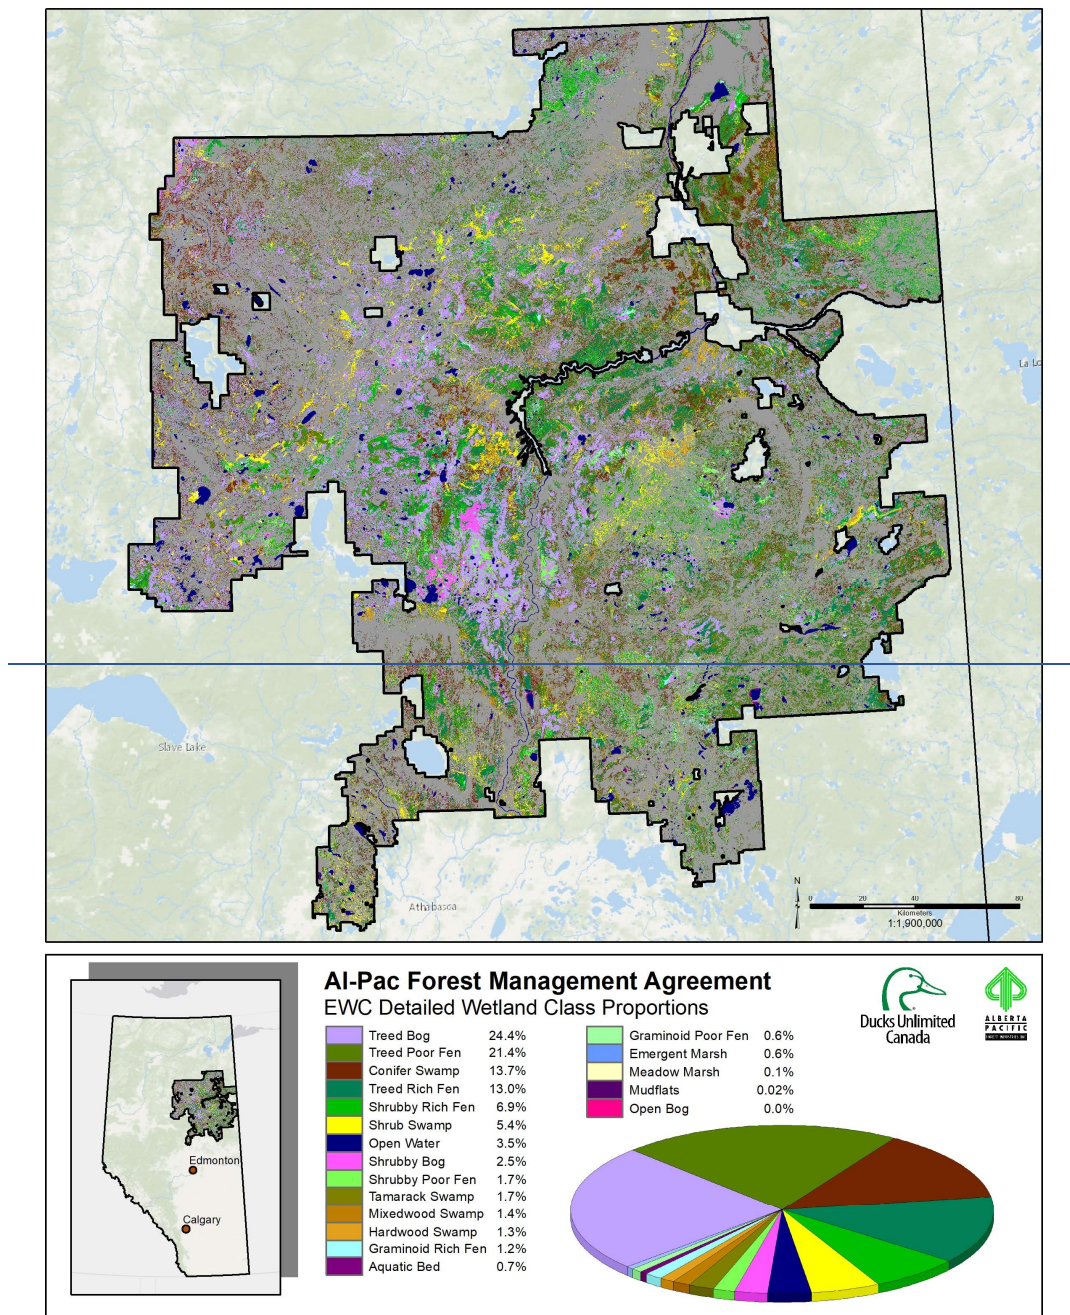 La Lo
Slave Lake
Athabasca
N
0 20 40 60 80
Kilometers
1:1,900,000
Al-Pac Forest Management Agreement
EWC Detailed Wetland Class Proportions
Treed Bog 24.4%
Treed Poor Fen 21.4%
Conifer Swamp 13.7%
Treed Rich Fen 13.0%
Shrubby Rich Fen 6.9%
Shrub Swamp 5.4%
Open Water 3.5%
Shrubby Bog 2.5%
Shrubby Poor Fen 1.7%
Tamarack Swamp 1.7%
Mixedwood Swamp 1.4%
Hardwood Swamp 1.3%
Graminoid Rich Fen 1.2%
Aquatic Bed 0.7%
Graminoid Poor Fen 0.6%
Emergent Marsh 0.6%
Meadow Marsh 0.1%
Mudflats 0.02%
Open Bog 0.0%
Ducks Unlimited
Canada
ALBERTA
PACIFIC
Edmonton
Calgary